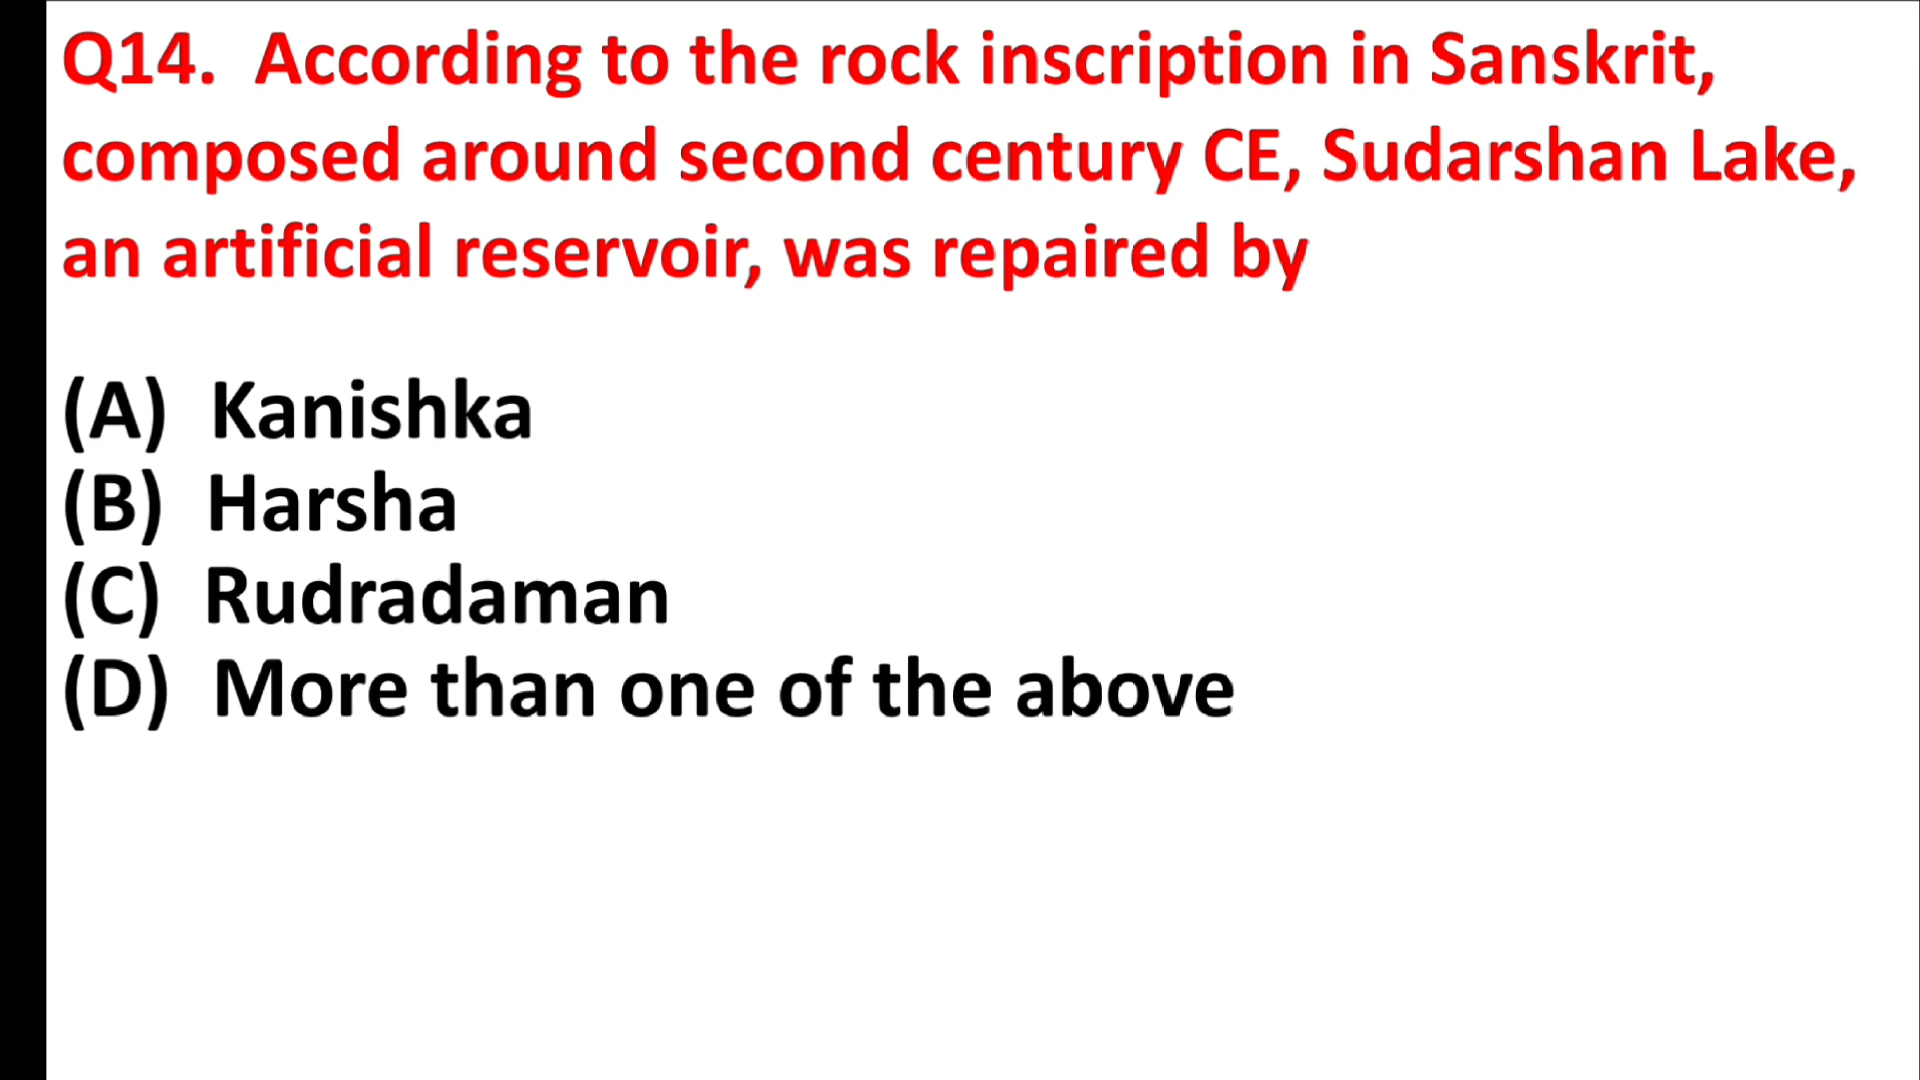 Q14. According to the rock inscription in Sanskrit,
composed around second century CE, Sudarshan Lake,
an artificial reservoir, was repaired by
(A) Kanishka
(B) Harsha
(C) Rudradaman
(D) More than one of the above